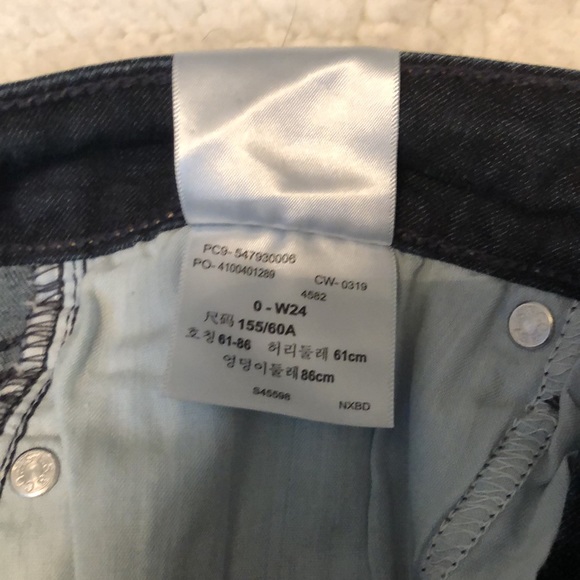 PC9- 547930006
PO- 4100401289 CW- 0319
4582
0 - W24
尺码 155/60A
호칭 61-86 허리둘레 61cm
엉덩이둘레 86cm
S45598 NXBD